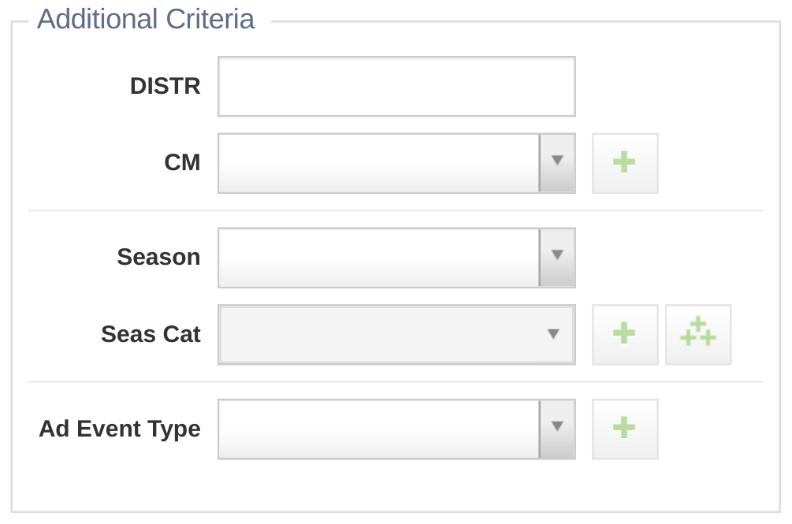 Additional Criteria
DISTR
CM
Season
Seas Cat
Ad Event Type